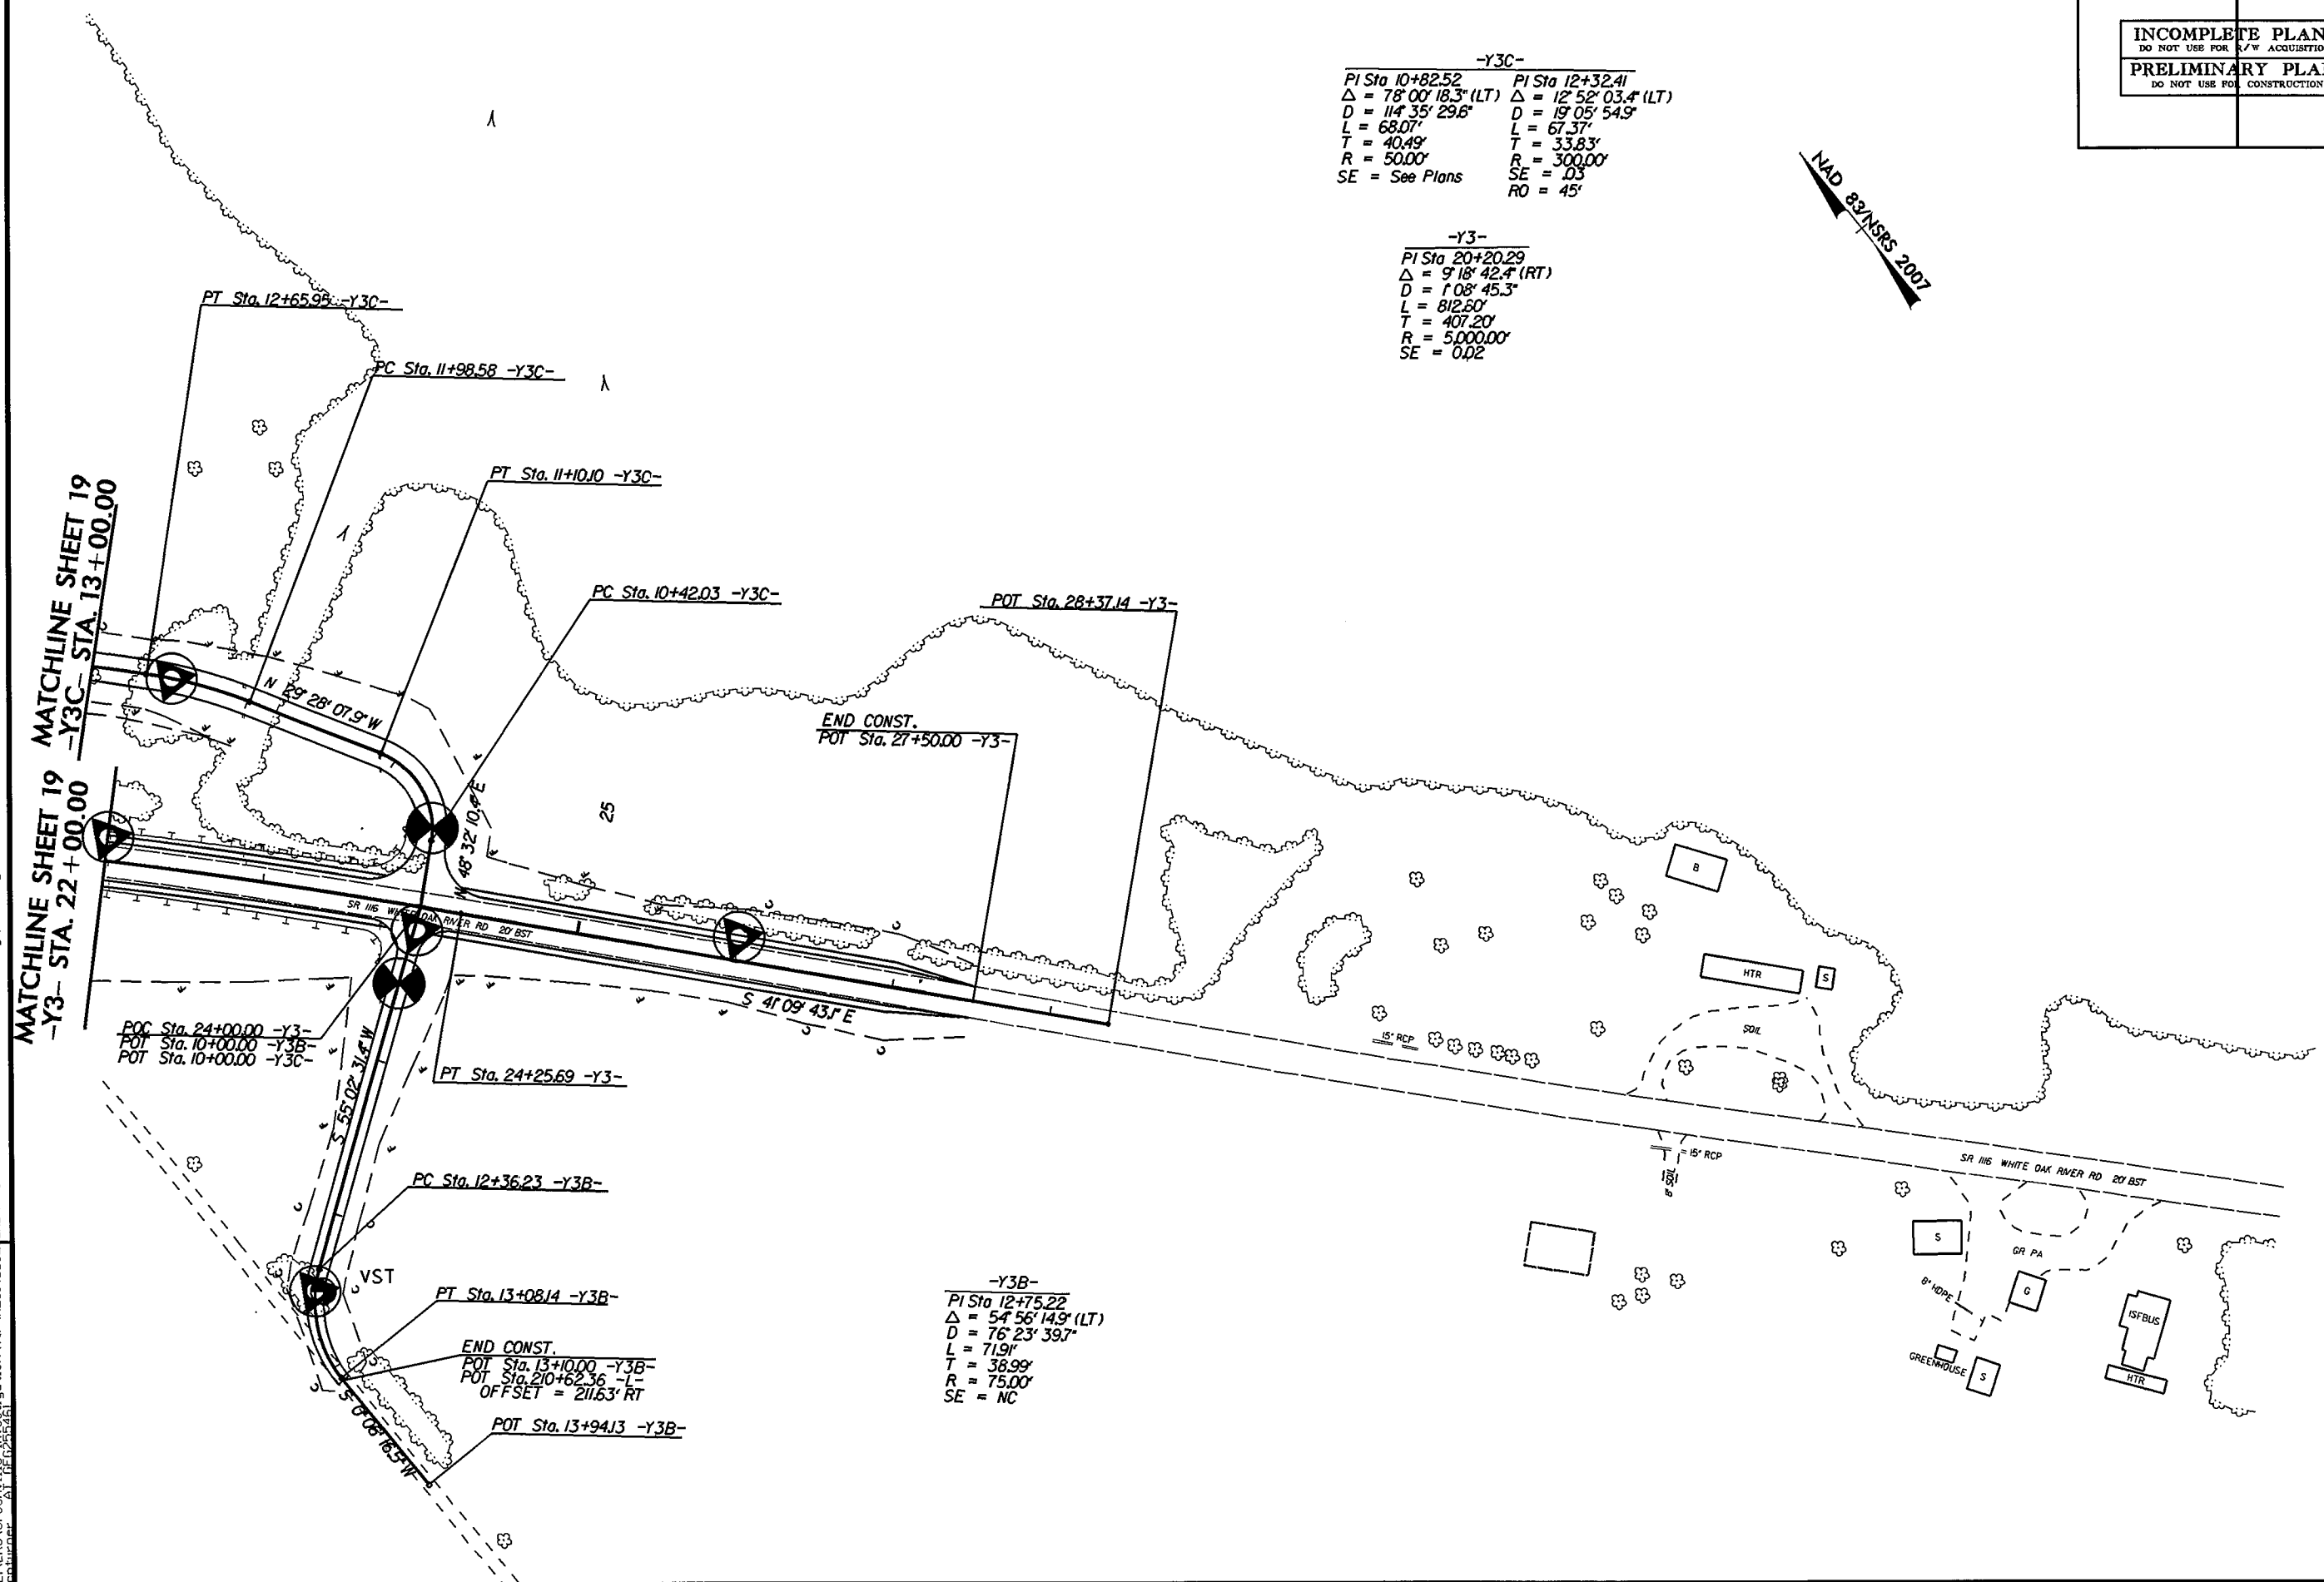 INCOMPLETE PLAN
DO NOT USE FOR R/W ACQUISITIO
PRELIMINARY PLA
DO NOT USE FOR CONSTRUCTION
-Y3C-
PI Sta 10+82.52
Δ = 78° 00' 18.3" (LT)
D = 114° 35' 29.6"
L = 68.07'
T = 40.49'
R = 50.00'
SE = See Plans
PI Sta 12+32.41
Δ = 12° 52' 03.4" (LT)
D = 19° 05' 54.9"
L = 67.37'
T = 33.83'
R = 300.00'
SE = .03
RO = 45'
-Y3-
PI Sta 20+20.29
Δ = 9° 18' 42.4" (RT)
D = 1° 08' 45.3"
L = 812.60'
T = 407.20'
R = 5,000.00'
SE = 0.02
NAD 83/NSRS 2007
PT Sta. 12+65.95 -Y3C-
PC Sta. 11+98.58 -Y3C-
PT Sta. 11+10.10 -Y3C-
PC Sta. 10+42.03 -Y3C-
POT Sta. 28+37.14 -Y3-
END CONST.
POT Sta. 27+50.00 -Y3-
MATCHLINE SHEET 19
-Y3C- STA. 13+00.00
MATCHLINE SHEET 19
-Y3- STA. 22+00.00
N 29° 28' 07.9" W
N 48° 32' 10.4" E
25
SR 1116 WHITE OAK RIVER RD 20' BST
S 41° 09' 43.1" E
S 55° 02' 31.4" W
POC Sta. 24+00.00 -Y3-
POT Sta. 10+00.00 -Y3B-
POT Sta. 10+00.00 -Y3C-
PT Sta. 24+25.69 -Y3-
PC Sta. 12+36.23 -Y3B-
VST
PT Sta. 13+08.14 -Y3B-
END CONST.
POT Sta. 13+10.00 -Y3B-
POT Sta. 210+62.36 -L-
OFFSET = 211.63' RT
POT Sta. 13+94.13 -Y3B-
S 0° 06' 16.5" W
-Y3B-
PI Sta 12+75.22
Δ = 54° 56' 14.9" (LT)
D = 76° 23' 39.7"
L = 71.91'
T = 38.99'
R = 75.00'
SE = NC
B
HTR
S
SOIL
15" RCP
15" RCP
8' SOIL
SR 1116 WHITE OAK RIVER RD 20' BST
S
GR PA
8" HDPE
G
GREENHOUSE
S
ISFBUS
HTR